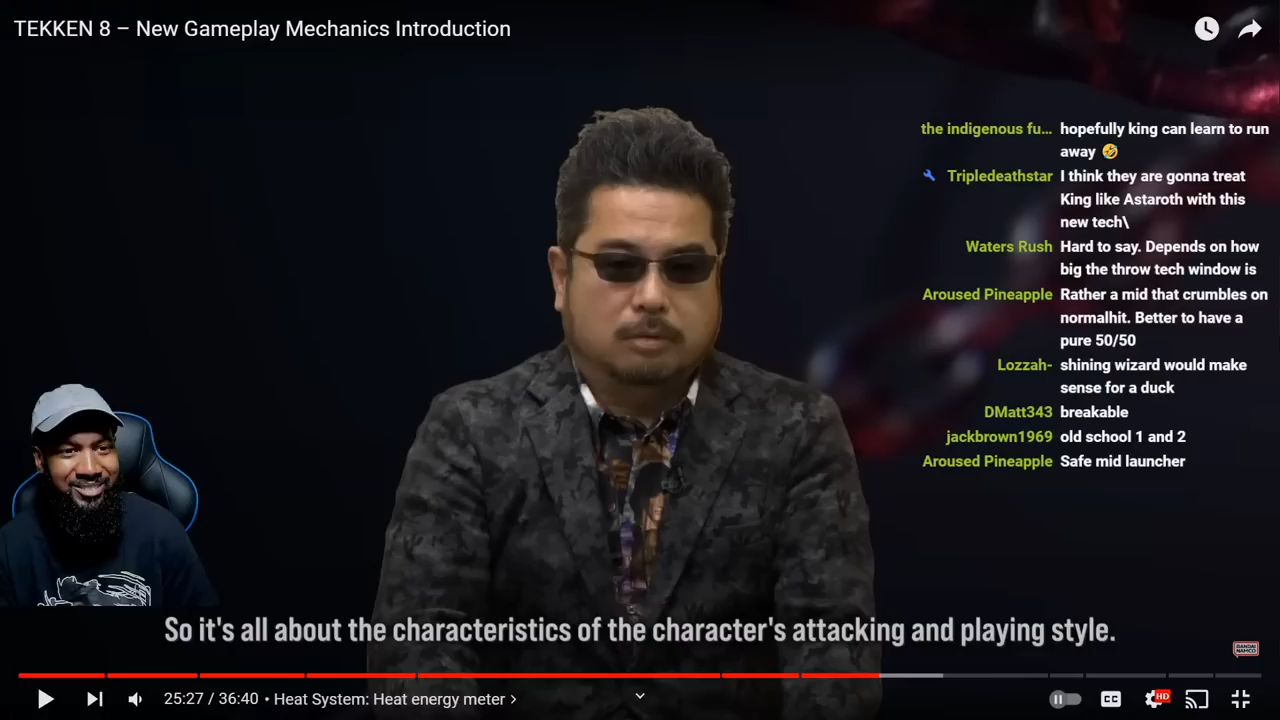 TEKKEN 8 – New Gameplay Mechanics Introduction
the indigenous fu... hopefully king can learn to run
away 🤣
Tripledeathstar I think they are gonna treat
King like Astaroth with this
new tech\
Waters Rush Hard to say. Depends on how
big the throw tech window is
Aroused Pineapple Rather a mid that crumbles on
normalhit. Better to have a
pure 50/50
Lozzah- shining wizard would make
sense for a duck
DMatt343 breakable
jackbrown1969 old school 1 and 2
Aroused Pineapple Safe mid launcher
So it's all about the characteristics of the character's attacking and playing style.
BANDAI
NAMCO
25:27 / 36:40 • Heat System: Heat energy meter >
CC
HD